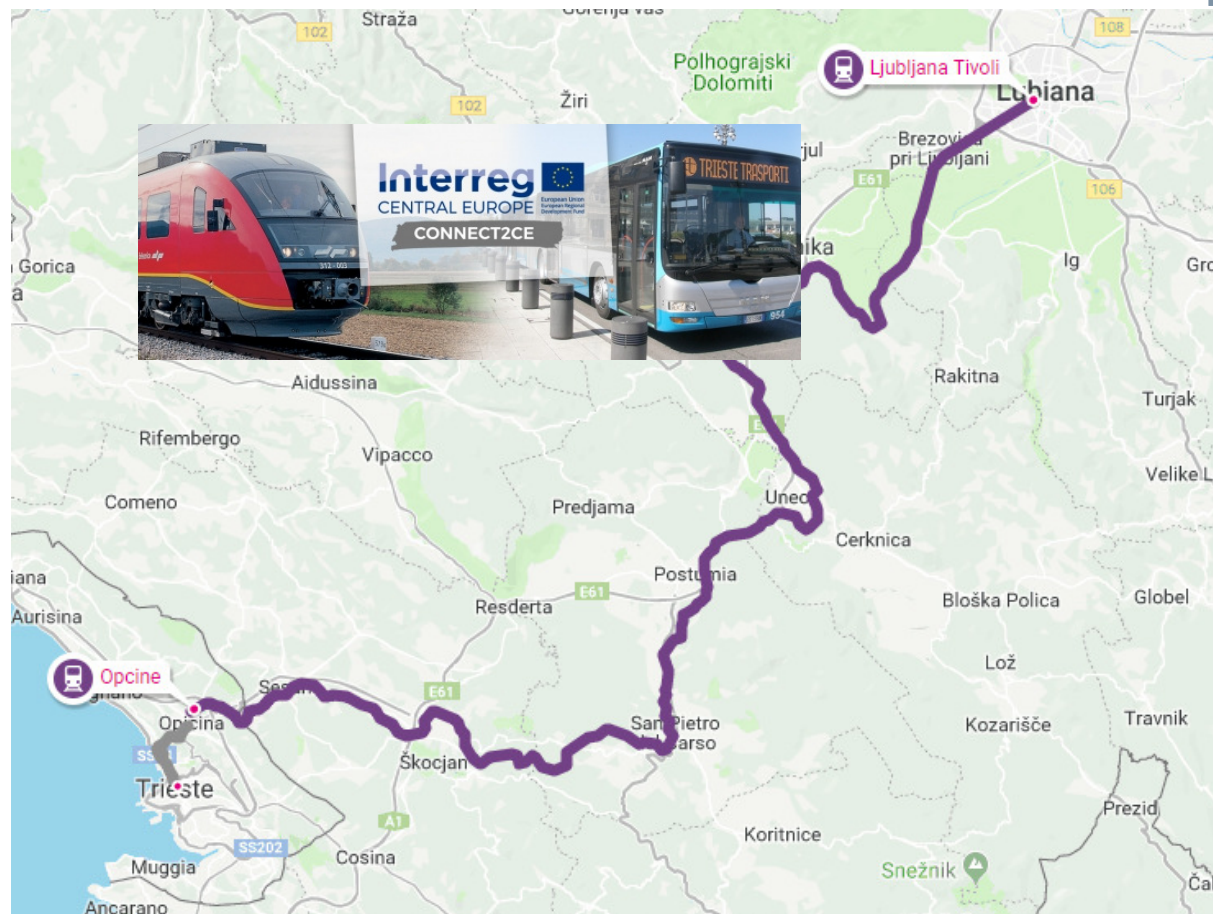 Straža
102
108
Polhograjski
Dolomiti
Ljubljana Tivoli
Lubiana
102
Žiri
Brezovica
pri Ljubljani
E61
106
Interreg
CENTRAL EUROPE
European Union
European Regional
Development Fund
CONNECT2CE
TRIESTE TRASPORTI
312-003
954
Gorica
Ig
Aidussina
Rakitna
Turjak
Rifembergo
Vipacco
Velike L
Comeno
Predjama
Unec
Cerknica
Postumia
E61
Resderta
Bloška Polica
Globel
Aurisina
Lož
Opcine
E61
Opicina
San Pietro
Kozarišče
Travnik
Škocjan
Trieste
Prezid
A1
Koritnice
SS202
Cosina
Muggia
Snežnik
Ancarano